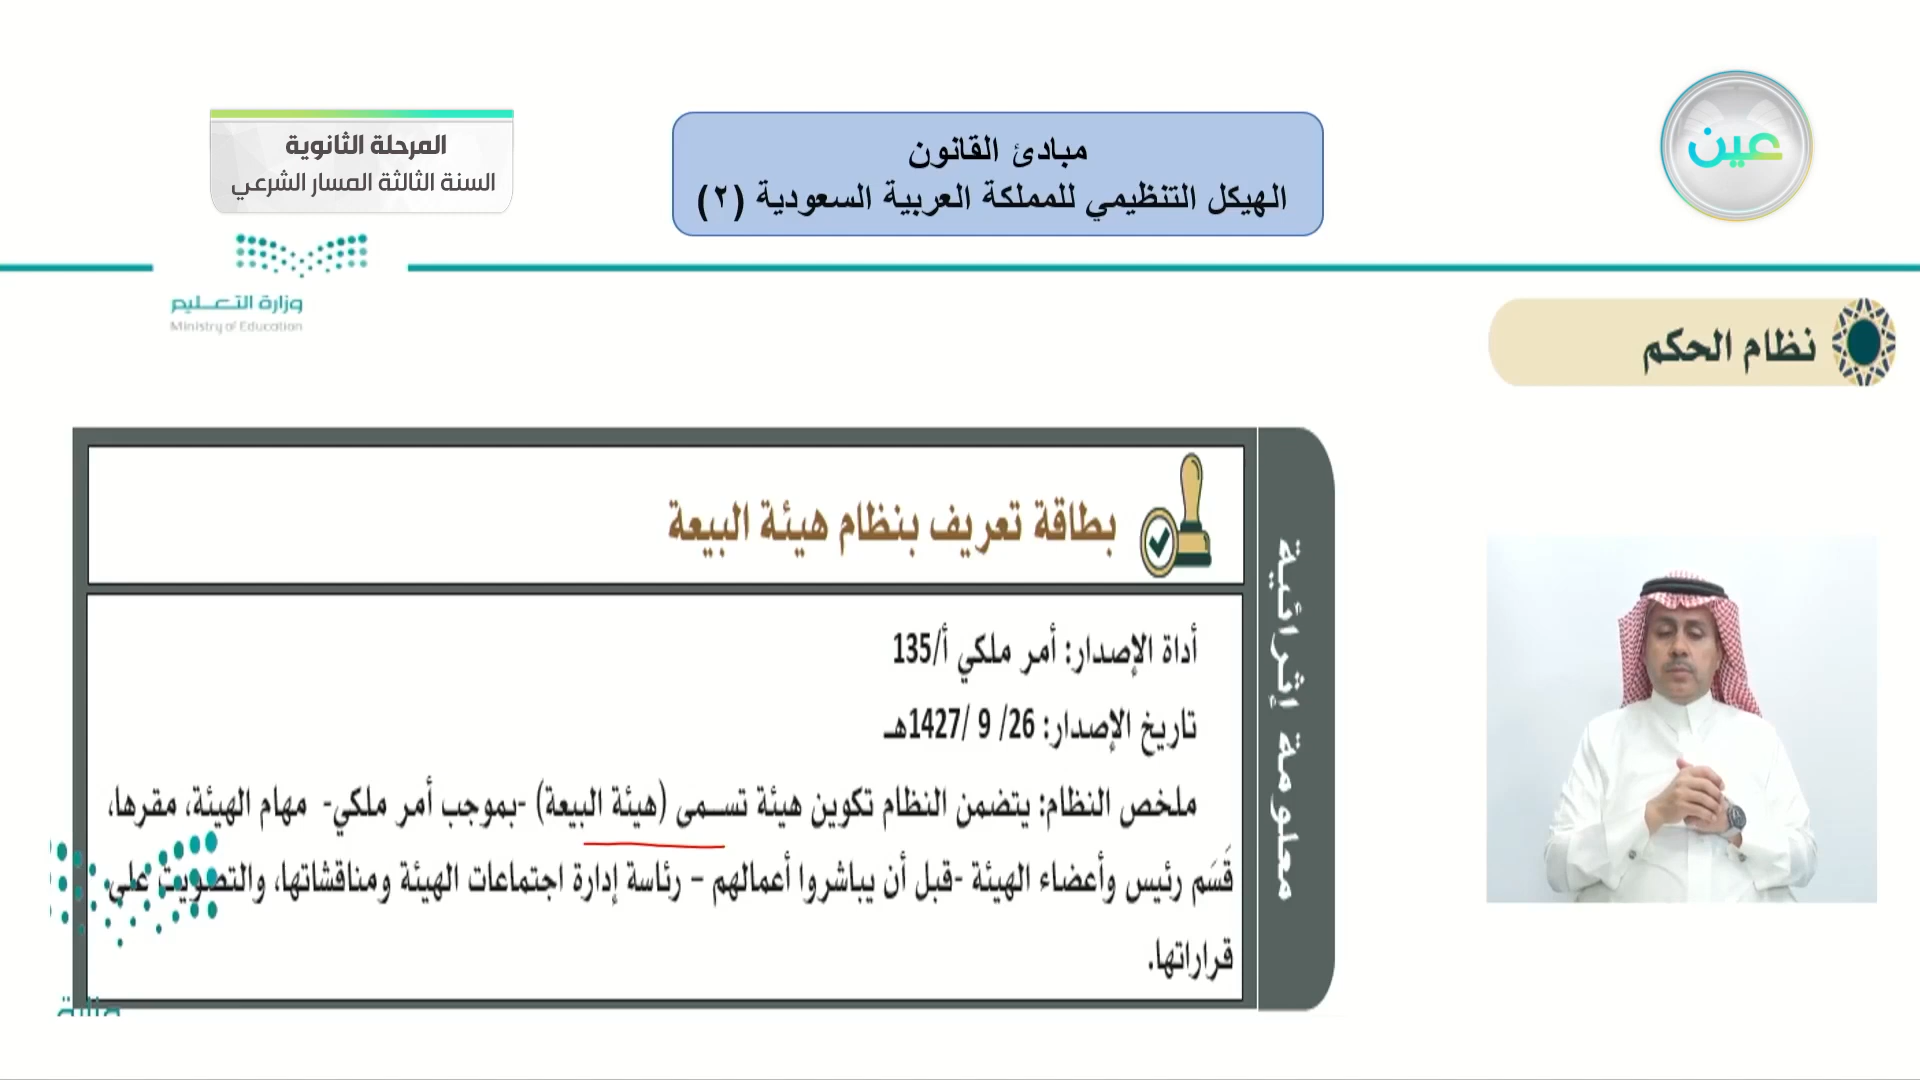 عين
مبادئ القانون
الهيكل التنظيمي للمملكة العربية السعودية (٢)
المرحلة الثانوية
السنة الثالثة المسار الشرعي
وزارة التعليم
Ministry of Education
نظام الحكم
معلومة إثرائية
بطاقة تعريف بنظام هيئة البيعة
أداة الإصدار: أمر ملكي أ/135
تاريخ الإصدار: 26/ 9 /1427هـ
ملخص النظام: يتضمن النظام تكوين هيئة تسمى (هيئة البيعة) -بموجب أمر ملكي- مهام الهيئة، مقرها،
قَسَم رئيس وأعضاء الهيئة -قبل أن يباشروا أعمالهم – رئاسة إدارة اجتماعات الهيئة ومناقشاتها، والتصويت على
قراراتها.